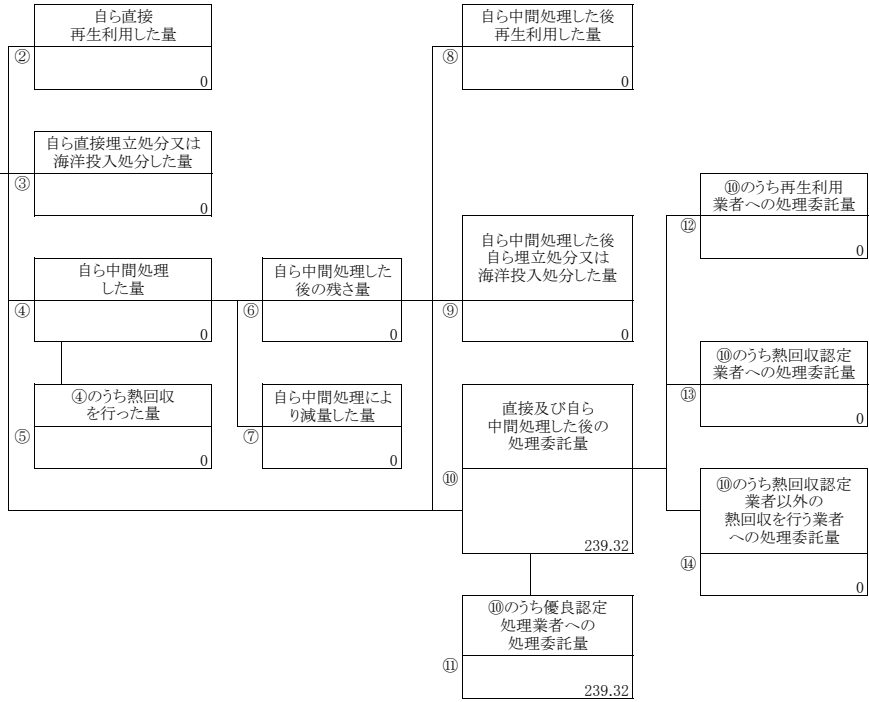 自ら直接
再生利用した量
②
0
自ら直接埋立処分又は
海洋投入処分した量
③
0
自ら中間処理
した量
④
0
④のうち熱回収
を行った量
⑤
0
自ら中間処理した
後の残さ量
⑥
0
自ら中間処理によ
り減量した量
⑦
0
自ら中間処理した後
再生利用した量
⑧
0
自ら中間処理した後
自ら埋立処分又は
海洋投入処分した量
⑨
0
直接及び自ら
中間処理した後の
処理委託量
⑩
239.32
⑩のうち優良認定
処理業者への
処理委託量
⑪
239.32
⑩のうち再生利用
業者への処理委託量
⑫
0
⑩のうち熱回収認定
業者への処理委託量
⑬
0
⑩のうち熱回収認定
業者以外の
熱回収を行う業者
への処理委託量
⑭
0